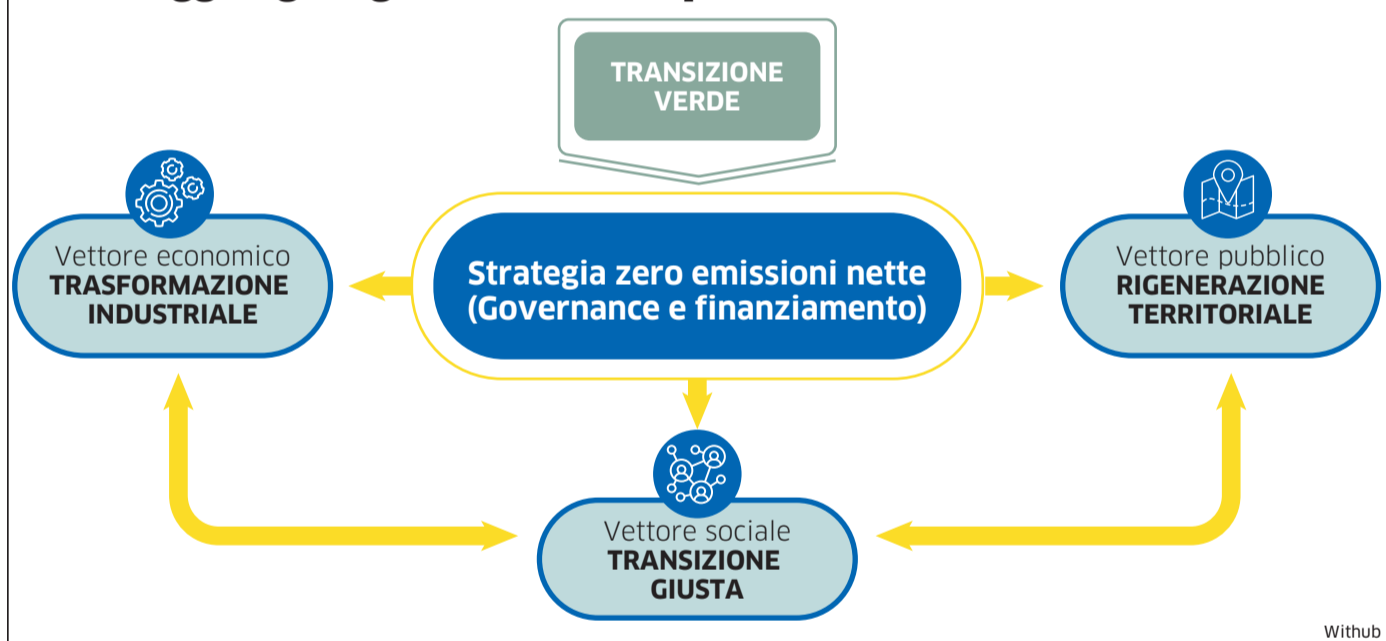 TRANSIZIONE
VERDE
Vettore economico
TRASFORMAZIONE
INDUSTRIALE
Strategia zero emissioni nette
(Governance e finanziamento)
Vettore pubblico
RIGENERAZIONE
TERRITORIALE
Vettore sociale
TRANSIZIONE
GIUSTA
Withub